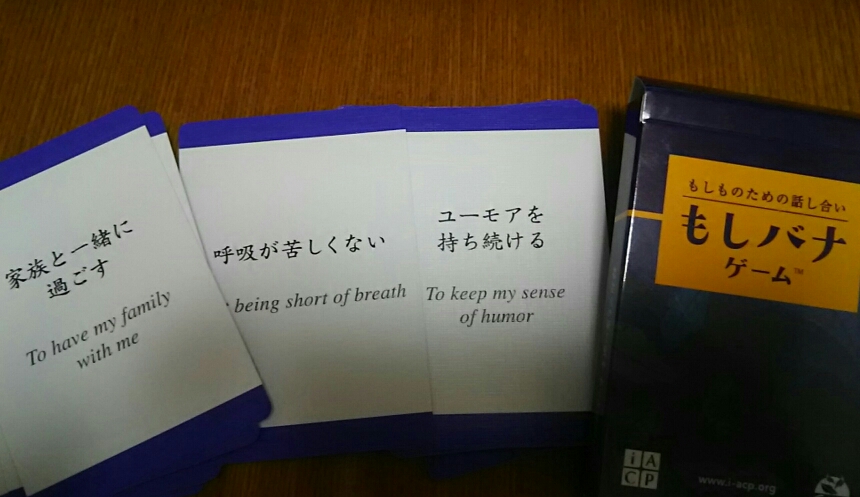 家族と一緒に
過ごす
To have my family
with me
呼吸が苦しくない
being short of breath
ユーモアを
持ち続ける
To keep my sense
of humor
もしものための話し合い
もしバナ
ゲーム™
iACP
www.i-acp.org